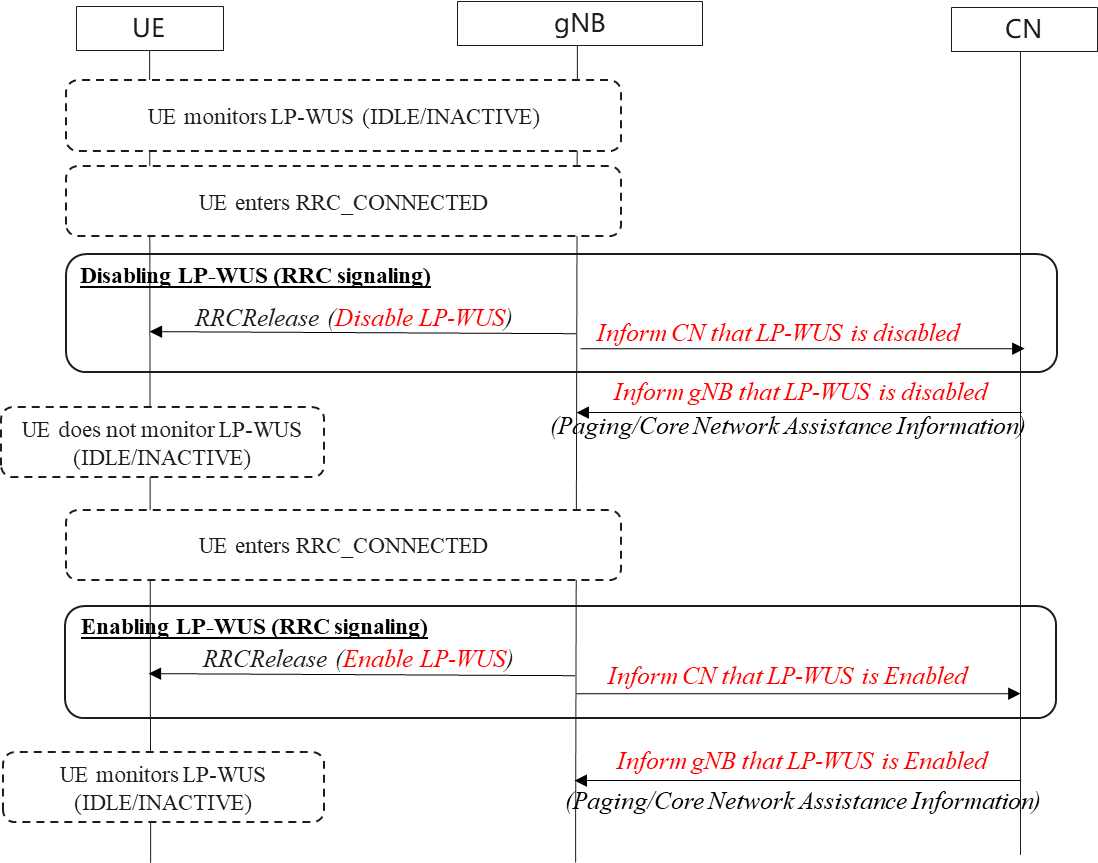 UE
gNB
CN
UE monitors LP-WUS (IDLE/INACTIVE)
UE enters RRC_CONNECTED
Disabling LP-WUS (RRC signaling)
RRCRelease (Disable LP-WUS)
Inform CN that LP-WUS is disabled
Inform gNB that LP-WUS is disabled
(Paging/Core Network Assistance Information)
UE does not monitor LP-WUS
(IDLE/INACTIVE)
UE enters RRC_CONNECTED
Enabling LP-WUS (RRC signaling)
RRCRelease (Enable LP-WUS)
Inform CN that LP-WUS is Enabled
Inform gNB that LP-WUS is Enabled
(Paging/Core Network Assistance Information)
UE monitors LP-WUS
(IDLE/INACTIVE)